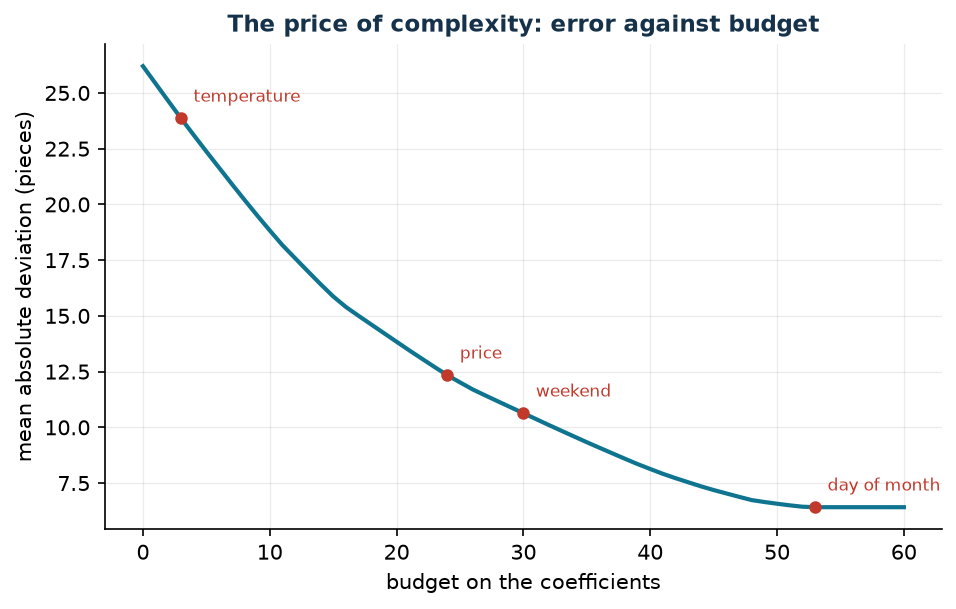 The price of complexity: error against budget
mean absolute deviation (pieces)
25.0
22.5
20.0
17.5
15.0
12.5
10.0
7.5
temperature
price
weekend
day of month
0 10 20 30 40 50 60
budget on the coefficients